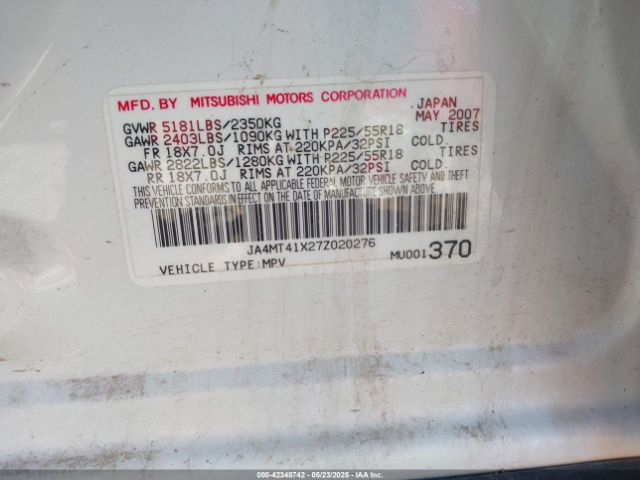 MFD. BY MITSUBISHI MOTORS CORPORATION JAPAN
GVWR 5181LBS/2350KG MAY 2007
GAWR 2403LBS/1090KG WITH P225/55R18 TIRES
FR 18X7.0J RIMS AT 220KPA/32PSI COLD.
GAWR 2822LBS/1280KG WITH P225/55R18 TIRES
RR 18X7.0J RIMS AT 220KPA/32PSI COLD.
THIS VEHICLE CONFORMS TO ALL APPLICABLE FEDERAL MOTOR VEHICLE SAFETY AND THEFT
PREVENTION STANDARDS IN EFFECT ON THE DATE OF MANUFACTURE SHOWN ABOVE.
JA4MT41X27Z020276
VEHICLE TYPE:MPV MU001370
000-42348742 - 05/23/2025 - IAA Inc. All Rights Reserved.